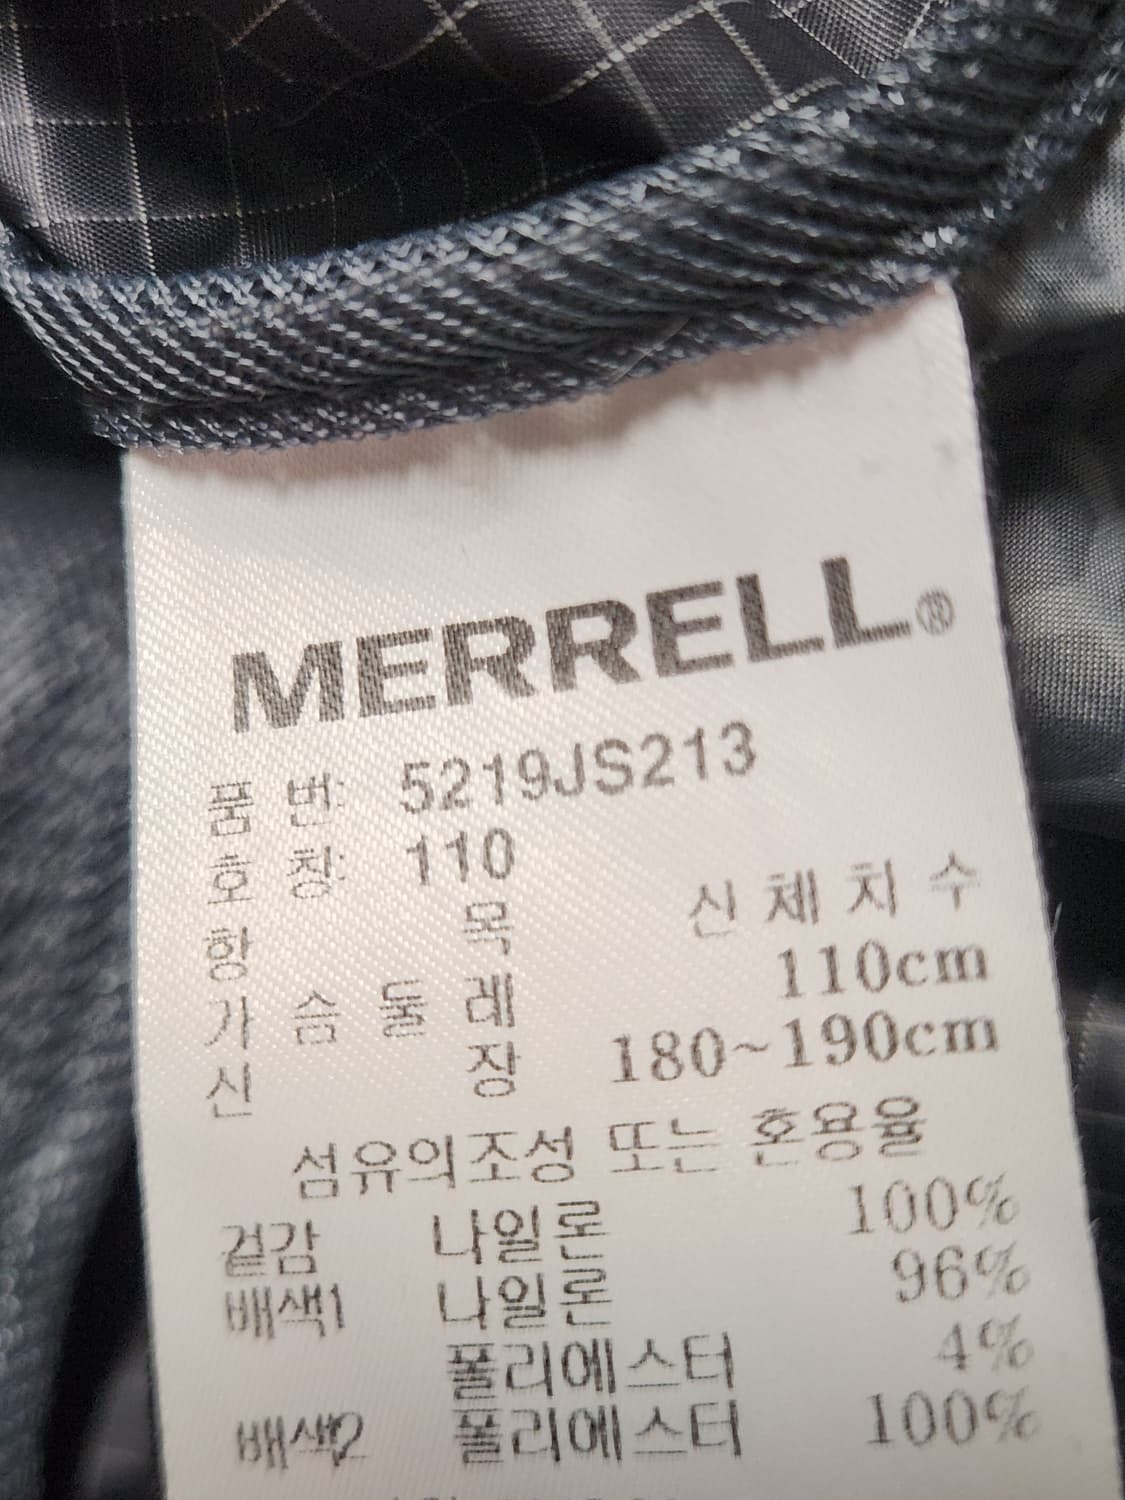 MERRELL®
품 번: 5219JS213
호 칭: 110
항 목 신 체 치 수
가 슴 둘 레 110cm
신 장 180~190cm
섬유의조성 또는 혼용율
겉감 나일론 100%
배색1 나일론 96%
폴리에스터 4%
배색2 폴리에스터 100%